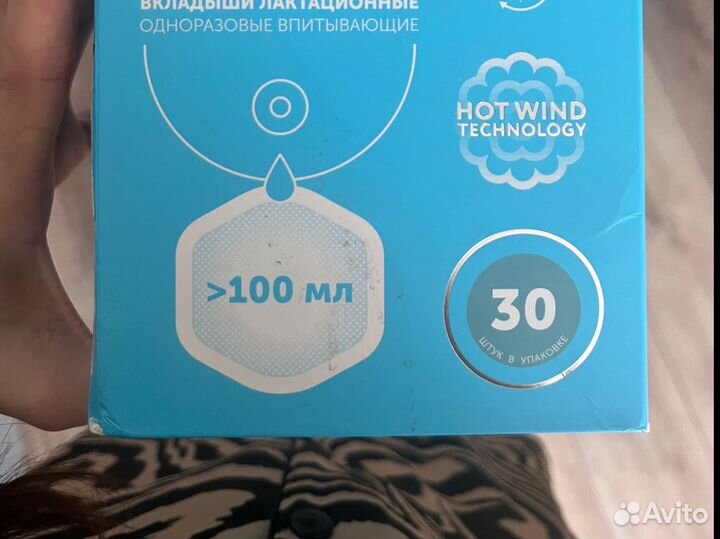 ВКЛАДЫШИ ЛАКТАЦИОННЫЕ
ОДНОРАЗОВЫЕ ВПИТЫВАЮЩИЕ
HOT WIND
TECHNOLOGY
>100 мл
30
ШТУК В УПАКОВКЕ
Avito